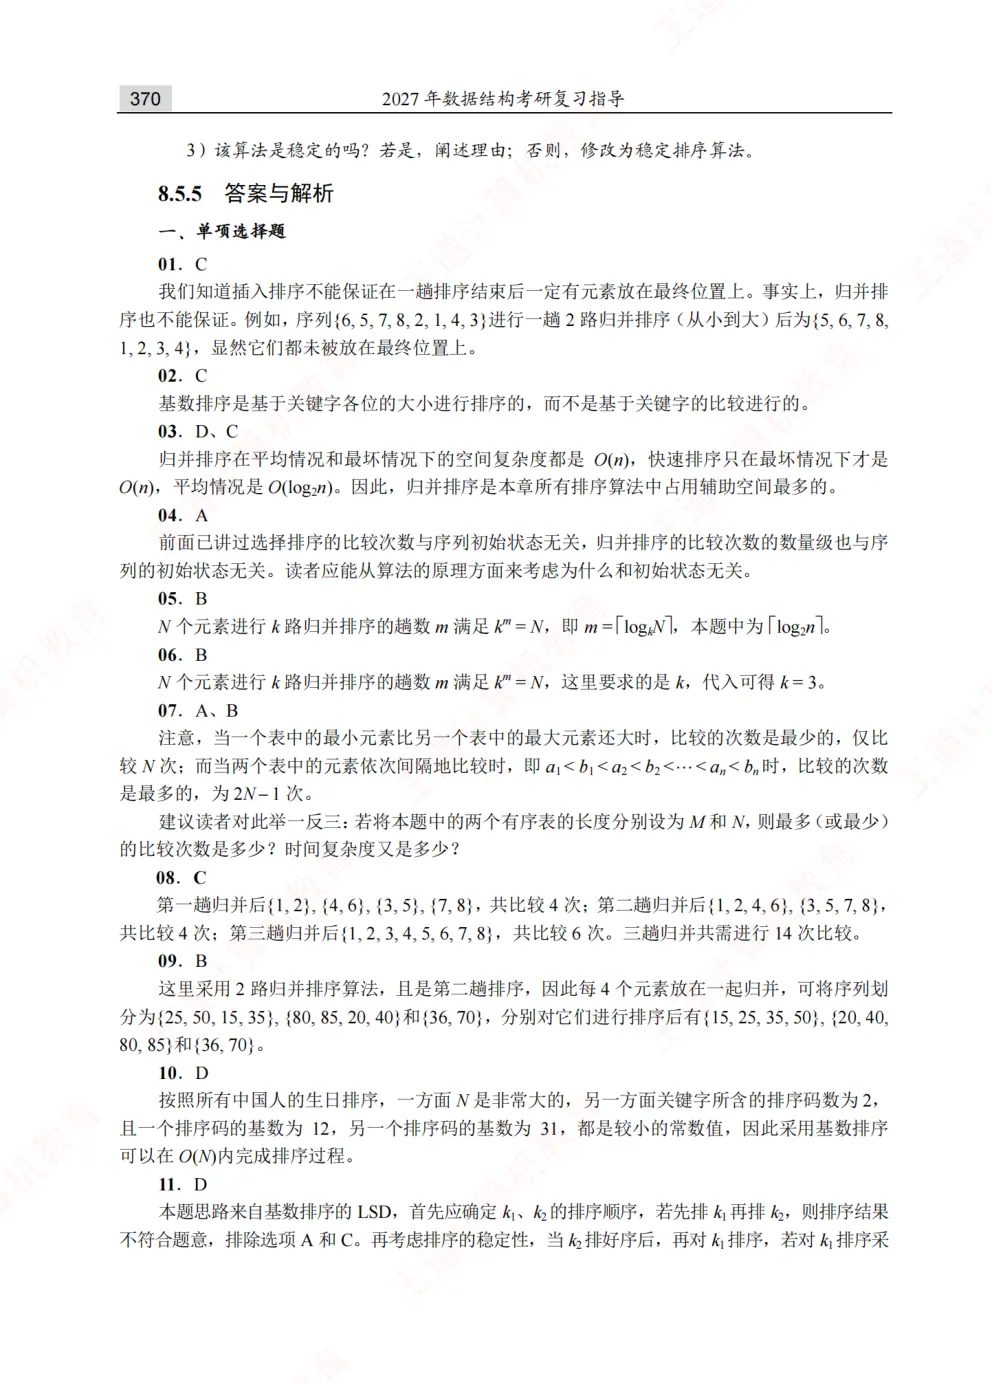 370
2027 年数据结构考研复习指导
3）该算法是稳定的吗？若是，阐述理由；否则，修改为稳定排序算法。
8.5.5 答案与解析
一、单项选择题
01．C
我们知道插入排序不能保证在一趟排序结束后一定有元素放在最终位置上。事实上，归并排
序也不能保证。例如，序列{6, 5, 7, 8, 2, 1, 4, 3}进行一趟 2 路归并排序（从小到大）后为{5, 6, 7, 8,
1, 2, 3, 4}，显然它们都未被放在最终位置上。
02．C
基数排序是基于关键字各位的大小进行排序的，而不是基于关键字的比较进行的。
03．D、C
归并排序在平均情况和最坏情况下的空间复杂度都是 O(n)，快速排序只在最坏情况下才是
O(n)，平均情况是 O(log₂n)。因此，归并排序是本章所有排序算法中占用辅助空间最多的。
04．A
前面已讲过选择排序的比较次数与序列初始状态无关，归并排序的比较次数的数量级也与序
列的初始状态无关。读者应能从算法的原理方面来考虑为什么和初始状态无关。
05．B
N 个元素进行 k 路归并排序的趟数 m 满足 kᵐ = N，即 m =⌈logₖN⌉，本题中为⌈log₂n⌉。
06．B
N 个元素进行 k 路归并排序的趟数 m 满足 kᵐ = N，这里要求的是 k，代入可得 k = 3。
07．A、B
注意，当一个表中的最小元素比另一个表中的最大元素还大时，比较的次数是最少的，仅比
较 N 次；而当两个表中的元素依次间隔地比较时，即 a₁ < b₁ < a₂ < b₂ <⋯ < aₙ < bₙ 时，比较的次数
是最多的，为 2N − 1 次。
建议读者对此举一反三：若将本题中的两个有序表的长度分别设为 M 和 N，则最多（或最少）
的比较次数是多少？时间复杂度又是多少？
08．C
第一趟归并后{1, 2}, {4, 6}, {3, 5}, {7, 8}，共比较 4 次；第二趟归并后{1, 2, 4, 6}, {3, 5, 7, 8}，
共比较 4 次；第三趟归并后{1, 2, 3, 4, 5, 6, 7, 8}，共比较 6 次。三趟归并共需进行 14 次比较。
09．B
这里采用 2 路归并排序算法，且是第二趟排序，因此每 4 个元素放在一起归并，可将序列划
分为{25, 50, 15, 35}, {80, 85, 20, 40}和{36, 70}，分别对它们进行排序后有{15, 25, 35, 50}, {20, 40,
80, 85}和{36, 70}。
10．D
按照所有中国人的生日排序，一方面 N 是非常大的，另一方面关键字所含的排序码数为 2，
且一个排序码的基数为 12，另一个排序码的基数为 31，都是较小的常数值，因此采用基数排序
可以在 O(N)内完成排序过程。
11．D
本题思路来自基数排序的 LSD，首先应确定 k₁、k₂ 的排序顺序，若先排 k₁ 再排 k₂，则排序结果
不符合题意，排除选项 A 和 C。再考虑排序的稳定性，当 k₂ 排好序后，再对 k₁ 排序，若对 k₁ 排序采